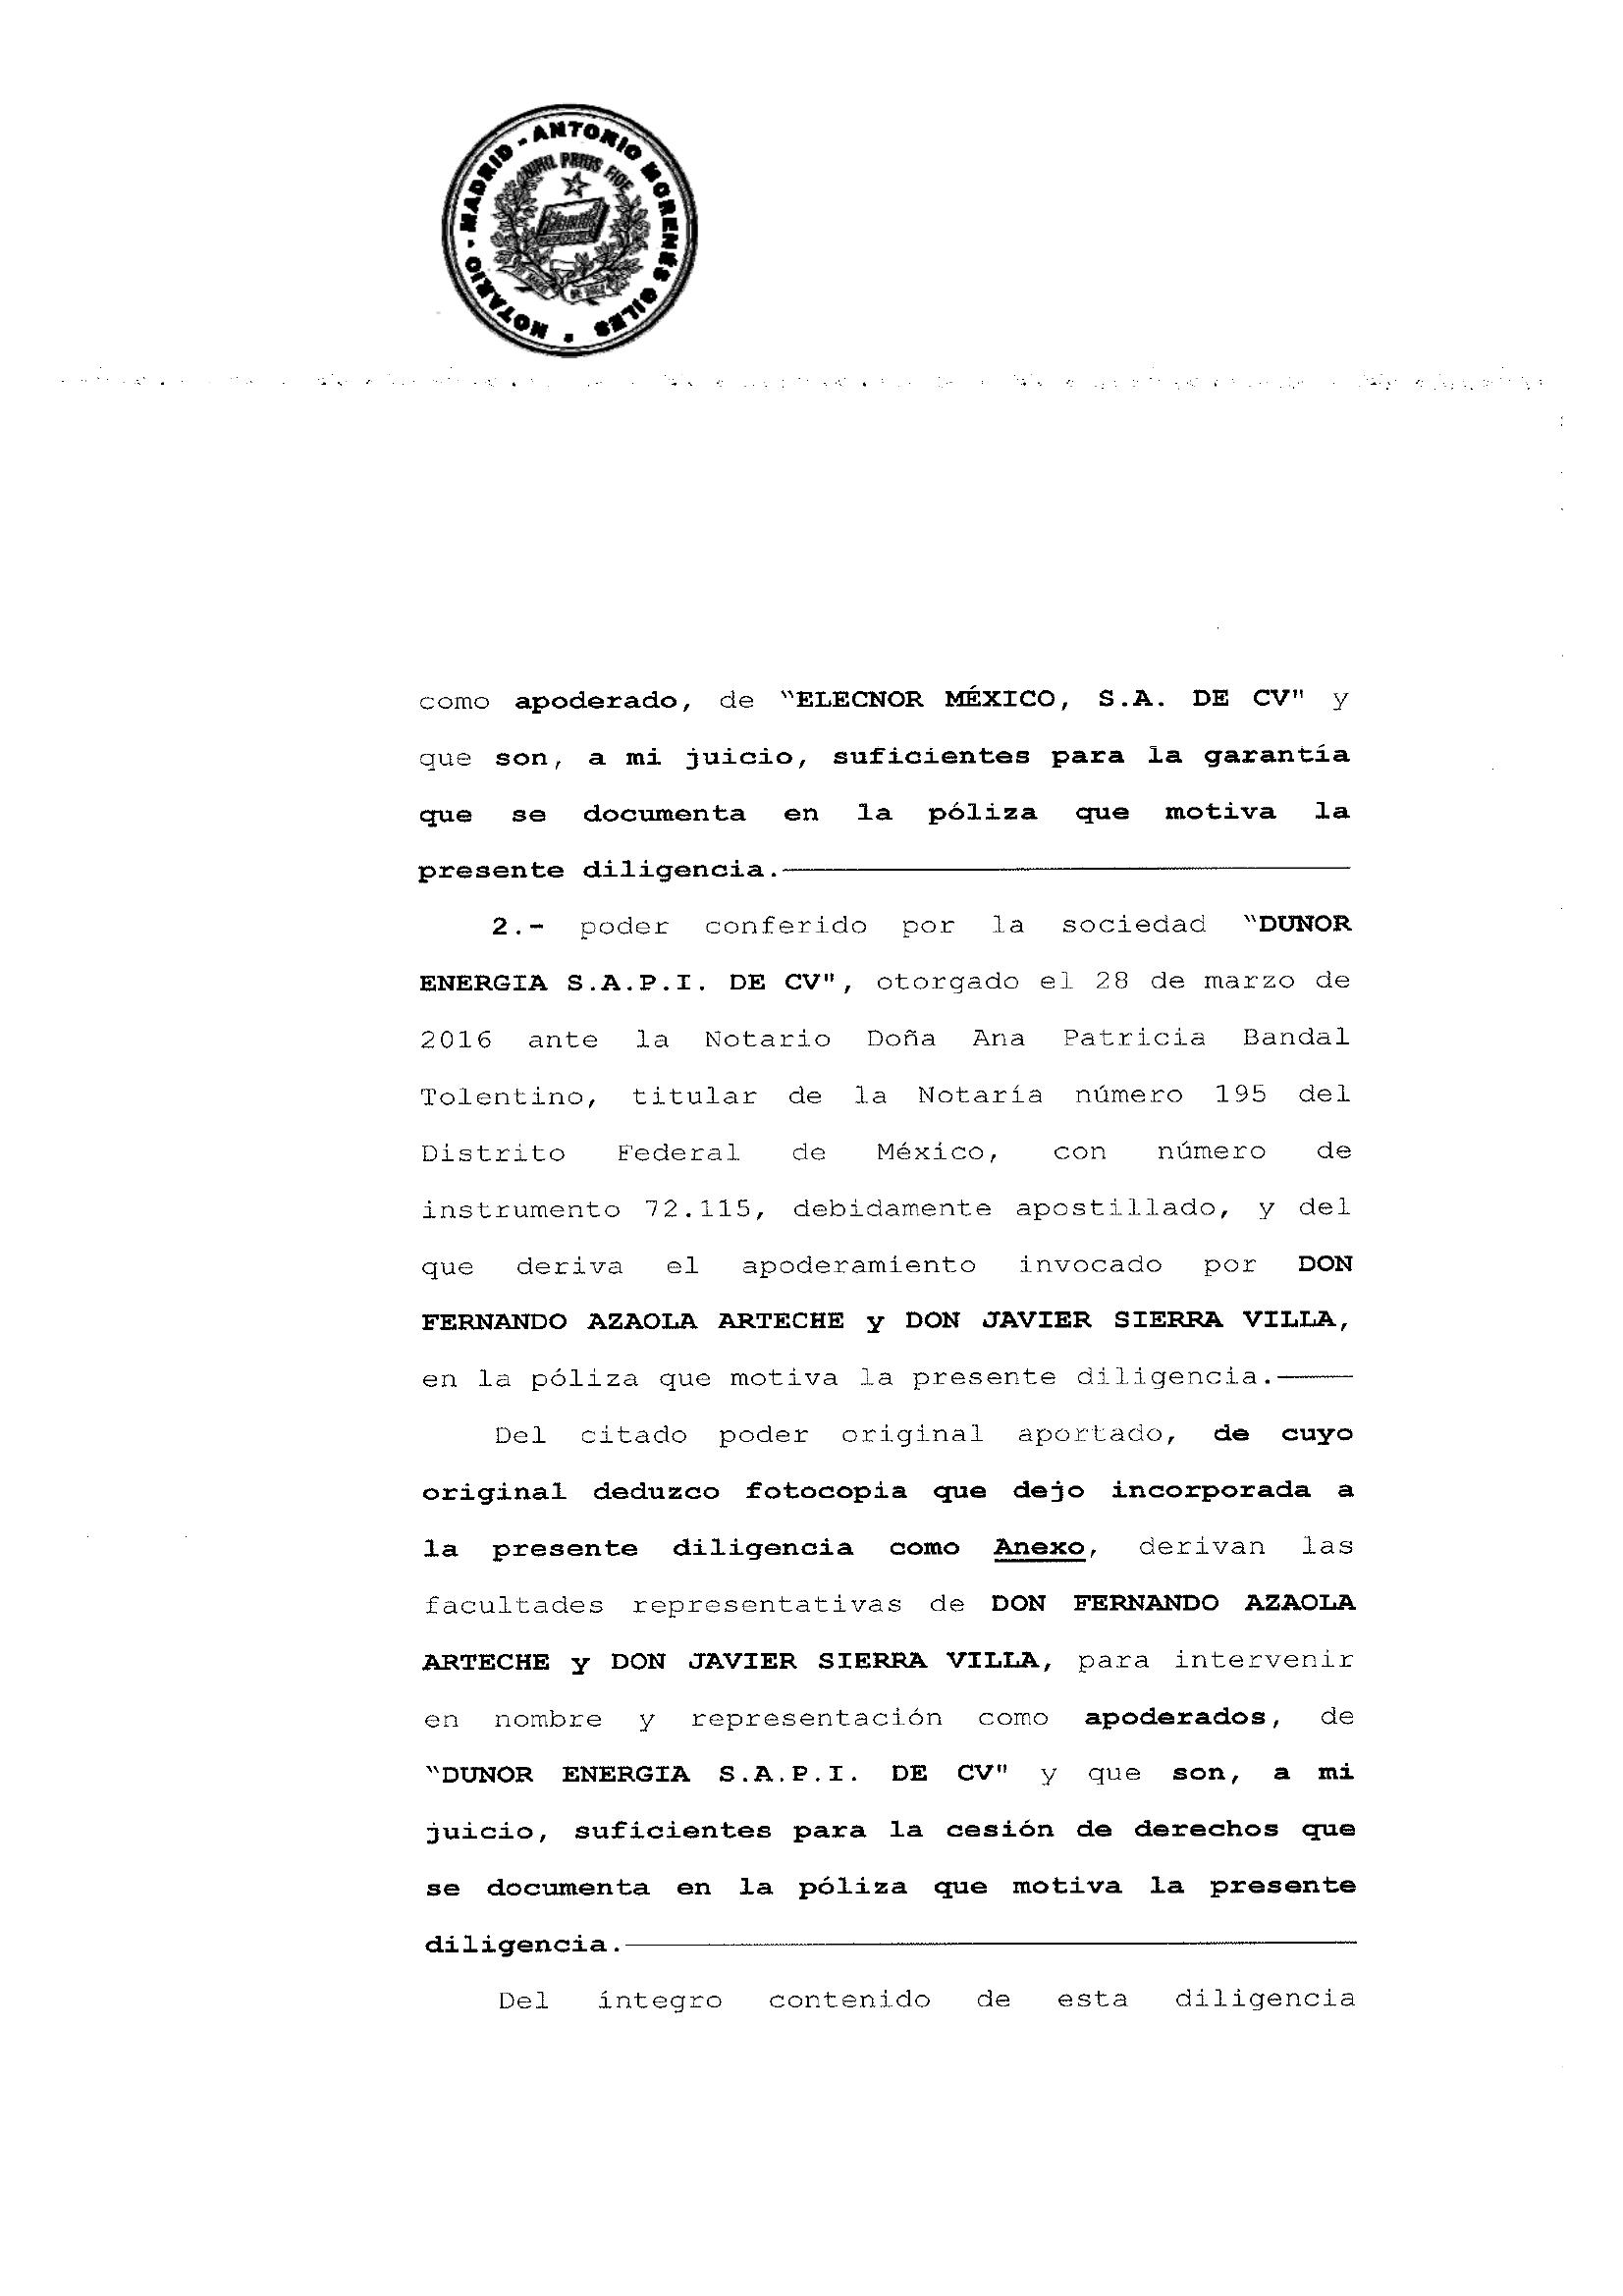 NOTARIO - MADRID - ANTONIO MORENÉS GILES
NIHIL PRIUS FIDE
como apoderado, de "ELECNOR MÉXICO, S.A. DE CV" y
que son, a mi juicio, suficientes para la garantía
que se documenta en la póliza que motiva la
presente diligencia.
2.- poder conferido por la sociedad "DUNOR
ENERGIA S.A.P.I. DE CV", otorgado el 28 de marzo de
2016 ante la Notario Doña Ana Patricia Bandal
Tolentino, titular de la Notaría número 195 del
Distrito Federal de México, con número de
instrumento 72.115, debidamente apostillado, y del
que deriva el apoderamiento invocado por DON
FERNANDO AZAOLA ARTECHE y DON JAVIER SIERRA VILLA,
en la póliza que motiva la presente diligencia.
Del citado poder original aportado, de cuyo
original deduzco fotocopia que dejo incorporada a
la presente diligencia como Anexo, derivan las
facultades representativas de DON FERNANDO AZAOLA
ARTECHE y DON JAVIER SIERRA VILLA, para intervenir
en nombre y representación como apoderados, de
"DUNOR ENERGIA S.A.P.I. DE CV" y que son, a mi
juicio, suficientes para la cesión de derechos que
se documenta en la póliza que motiva la presente
diligencia.
Del íntegro contenido de esta diligencia